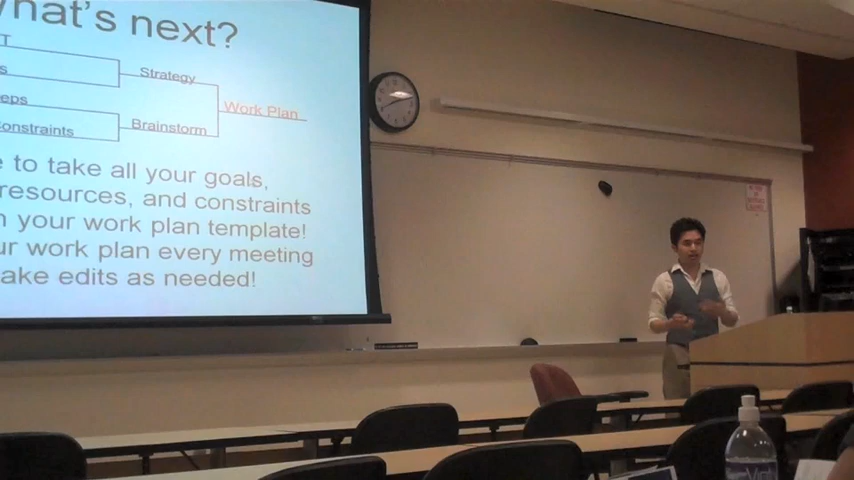 hat's next?
T
s
Strategy
eps
Work Plan
onstraints
Brainstorm
e to take all your goals,
resources, and constraints
n your work plan template!
ur work plan every meeting
ake edits as needed!